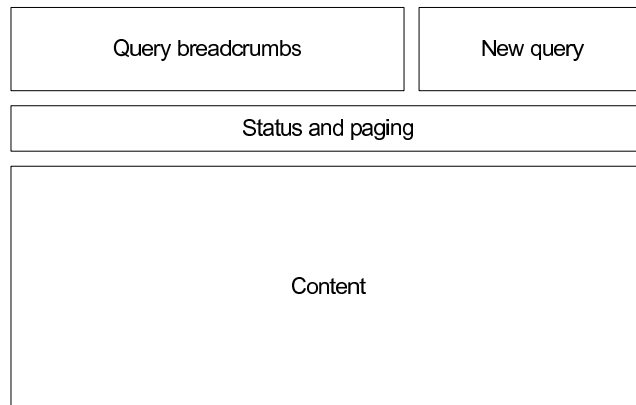 Query breadcrumbs
New query
Status and paging
Content